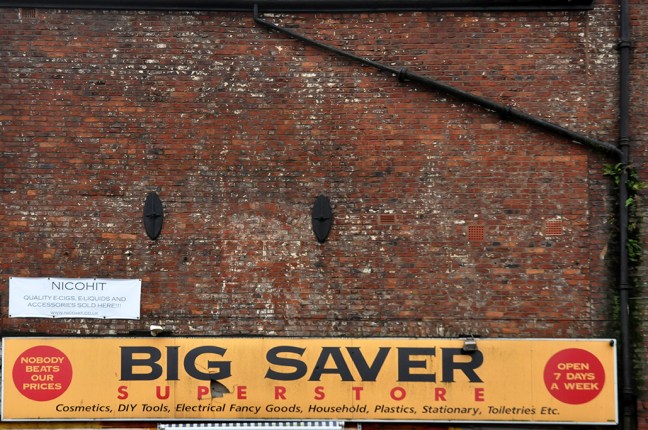 NICOHIT
QUALITY E-CIGS, E-LIQUIDS AND
ACCESSORIES SOLD HERE!!!
NOBODY
BEATS
OUR
PRICES
BIG SAVER
SUPERSTORE
Cosmetics, DIY Tools, Electrical Fancy Goods, Household, Plastics, Stationary, Toiletries Etc.
OPEN
7 DAYS
A WEEK